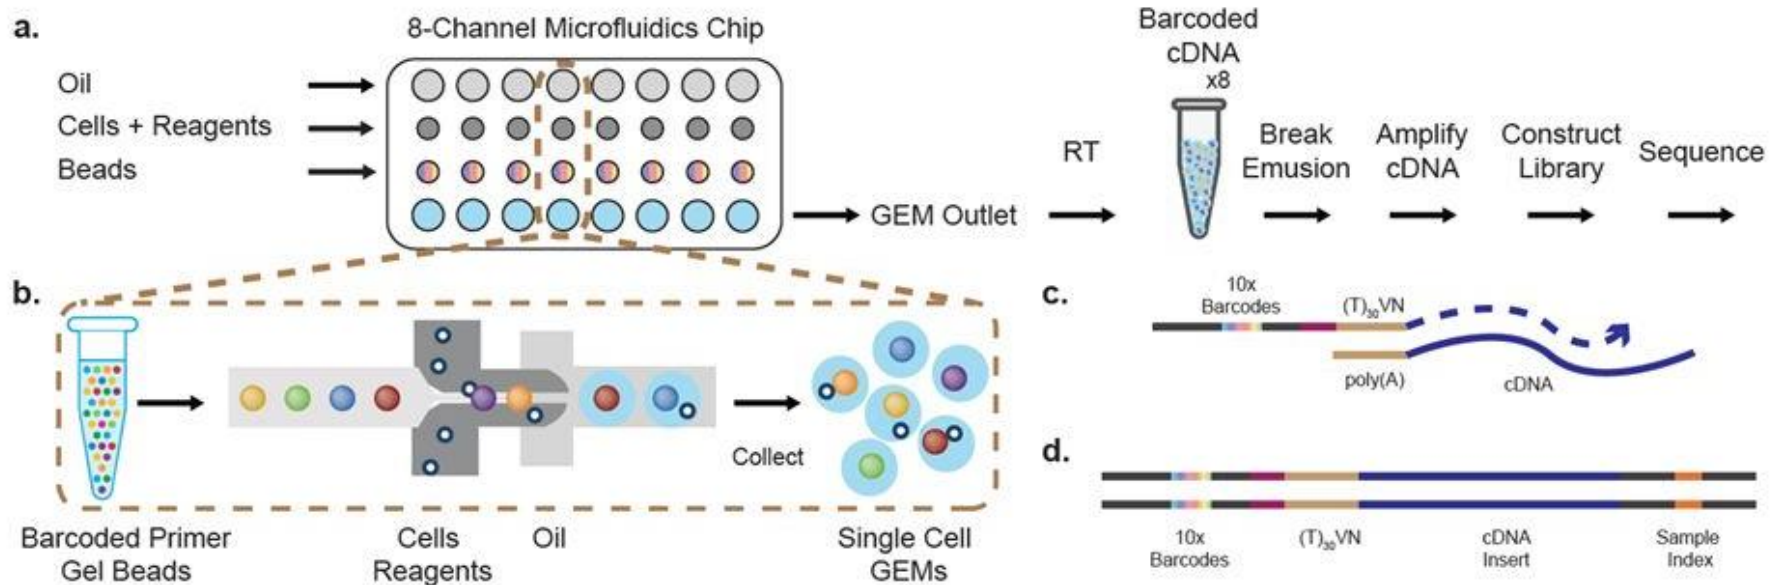 a.
8-Channel Microfluidics Chip
Oil
Cells + Reagents
Beads
GEM Outlet
RT
Barcoded
cDNA
x8
Break
Emusion
Amplify
cDNA
Construct
Library
Sequence
b.
Collect
Barcoded Primer
Gel Beads
Cells
Reagents
Oil
Single Cell
GEMs
c.
10x
Barcodes
(T)₃₀VN
poly(A)
cDNA
d.
10x
Barcodes
(T)₃₀VN
cDNA
Insert
Sample
Index